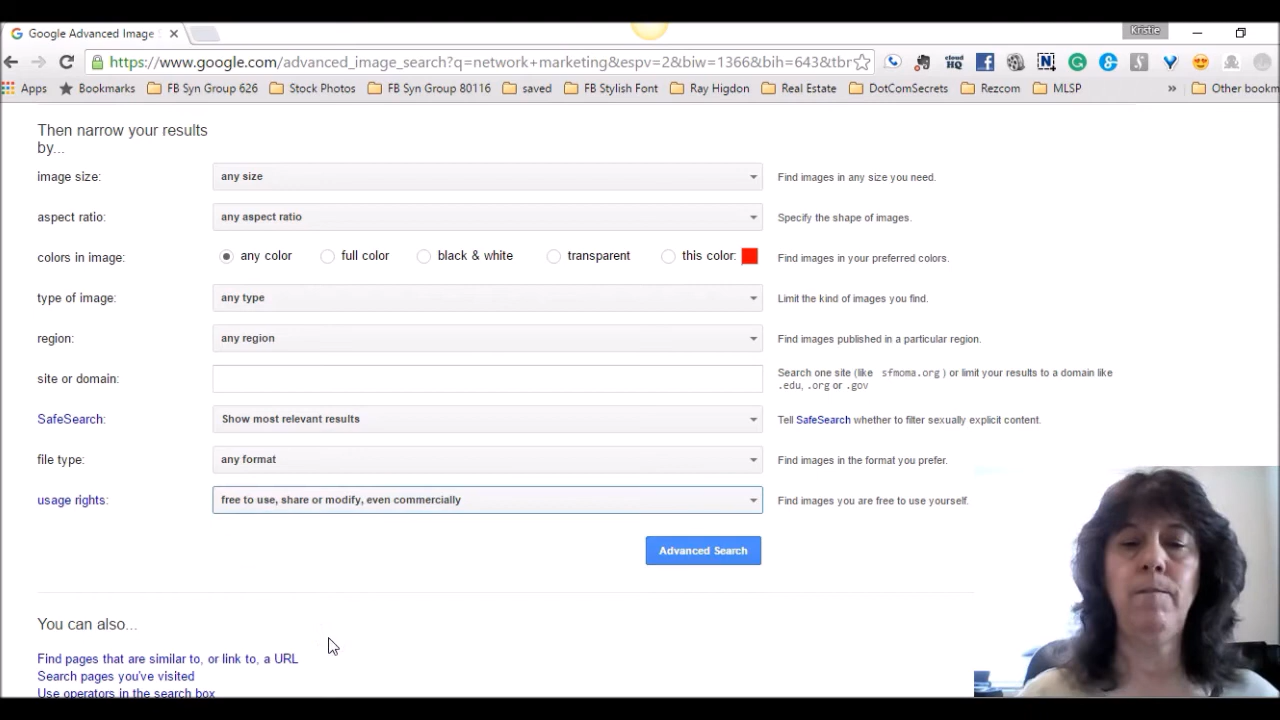 Google Advanced Image
Kristie
https://www.google.com/advanced_image_search?q=network+marketing&espv=2&biw=1366&bih=643&tbr
cloud HQ
Apps Bookmarks FB Syn Group 626 Stock Photos FB Syn Group 80116 saved FB Stylish Font Ray Higdon Real Estate DotComSecrets Rezcom MLSP » Other bookm
Then narrow your results
by...
image size: any size Find images in any size you need.
aspect ratio: any aspect ratio Specify the shape of images.
colors in image: any color full color black & white transparent this color: Find images in your preferred colors.
type of image: any type Limit the kind of images you find.
region: any region Find images published in a particular region.
site or domain: Search one site (like sfmoma.org ) or limit your results to a domain like
.edu, .org or .gov
SafeSearch: Show most relevant results Tell SafeSearch whether to filter sexually explicit content.
file type: any format Find images in the format you prefer.
usage rights: free to use, share or modify, even commercially Find images you are free to use yourself.
Advanced Search
You can also...
Find pages that are similar to, or link to, a URL
Search pages you've visited
Use operators in the search box